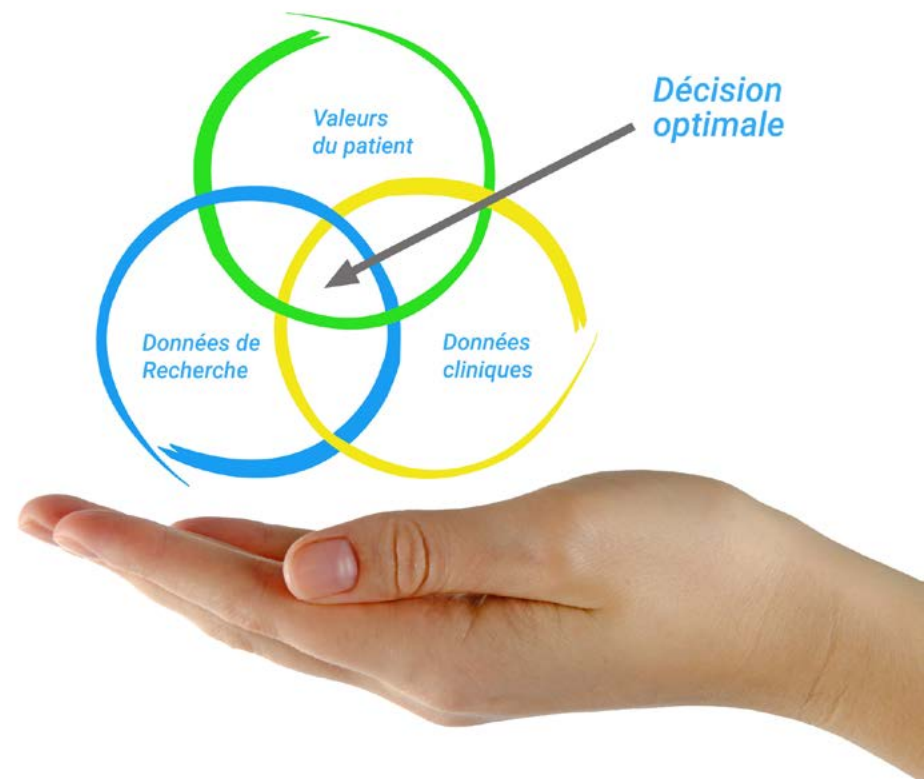 Valeurs
du patient
Décision
optimale
Données de
Recherche
Données
cliniques